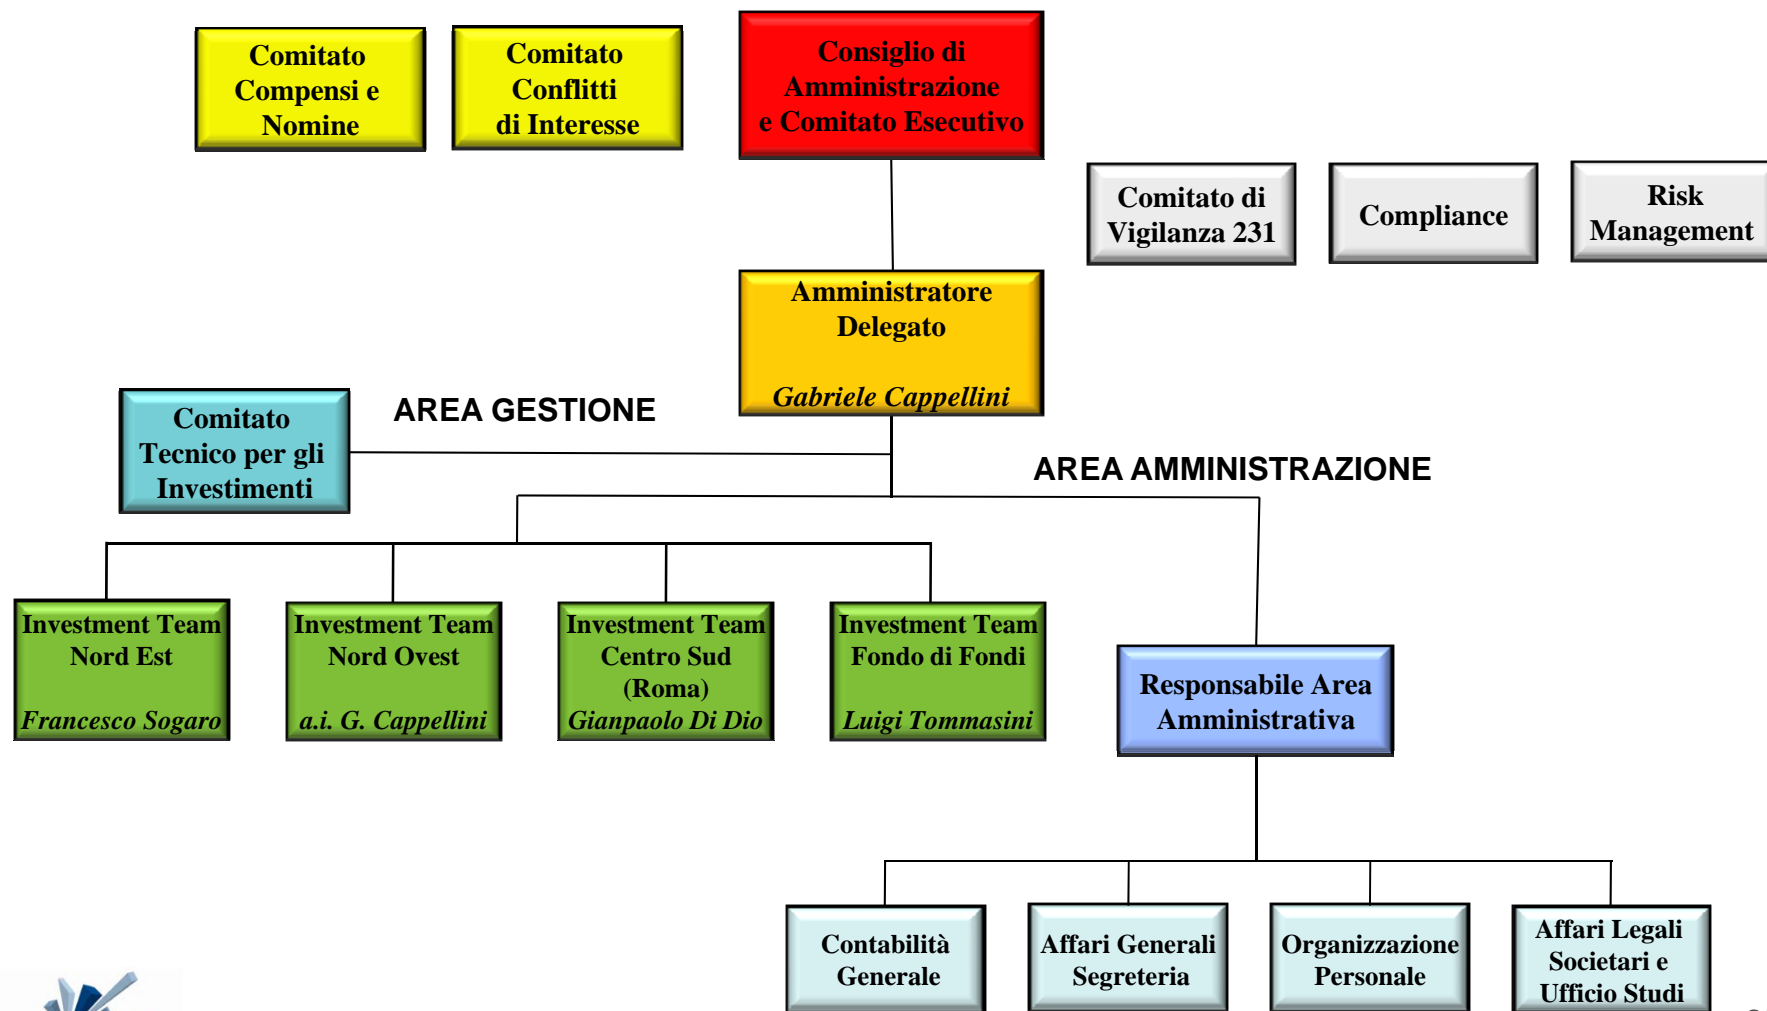 Comitato
Compensi e
Nomine
Comitato
Conflitti
di Interesse
Consiglio di
Amministrazione
e Comitato Esecutivo
Comitato di
Vigilanza 231
Compliance
Risk
Management
Amministratore
Delegato
Gabriele Cappellini
Comitato
Tecnico per gli
Investimenti
AREA GESTIONE
AREA AMMINISTRAZIONE
Investment Team
Nord Est
Francesco Sogaro
Investment Team
Nord Ovest
a.i. G. Cappellini
Investment Team
Centro Sud
(Roma)
Gianpaolo Di Dio
Investment Team
Fondo di Fondi
Luigi Tommasini
Responsabile Area
Amministrativa
Contabilità
Generale
Affari Generali
Segreteria
Organizzazione
Personale
Affari Legali
Societari e
Ufficio Studi